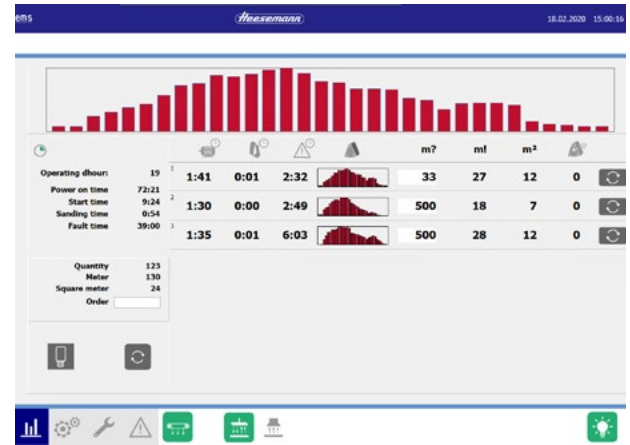 ems
Heesemann
18.02.2020 15:00:16
m? m! m²
Operating dhour: 19
Power on time 72:21
Start time 9:24
Sanding time 0:54
Fault time 39:00
1 1:41 0:01 2:32 33 27 12 0
2 1:30 0:00 2:49 500 18 7 0
3 1:35 0:01 6:03 500 28 12 0
Quantity 123
Meter 130
Square meter 24
Order